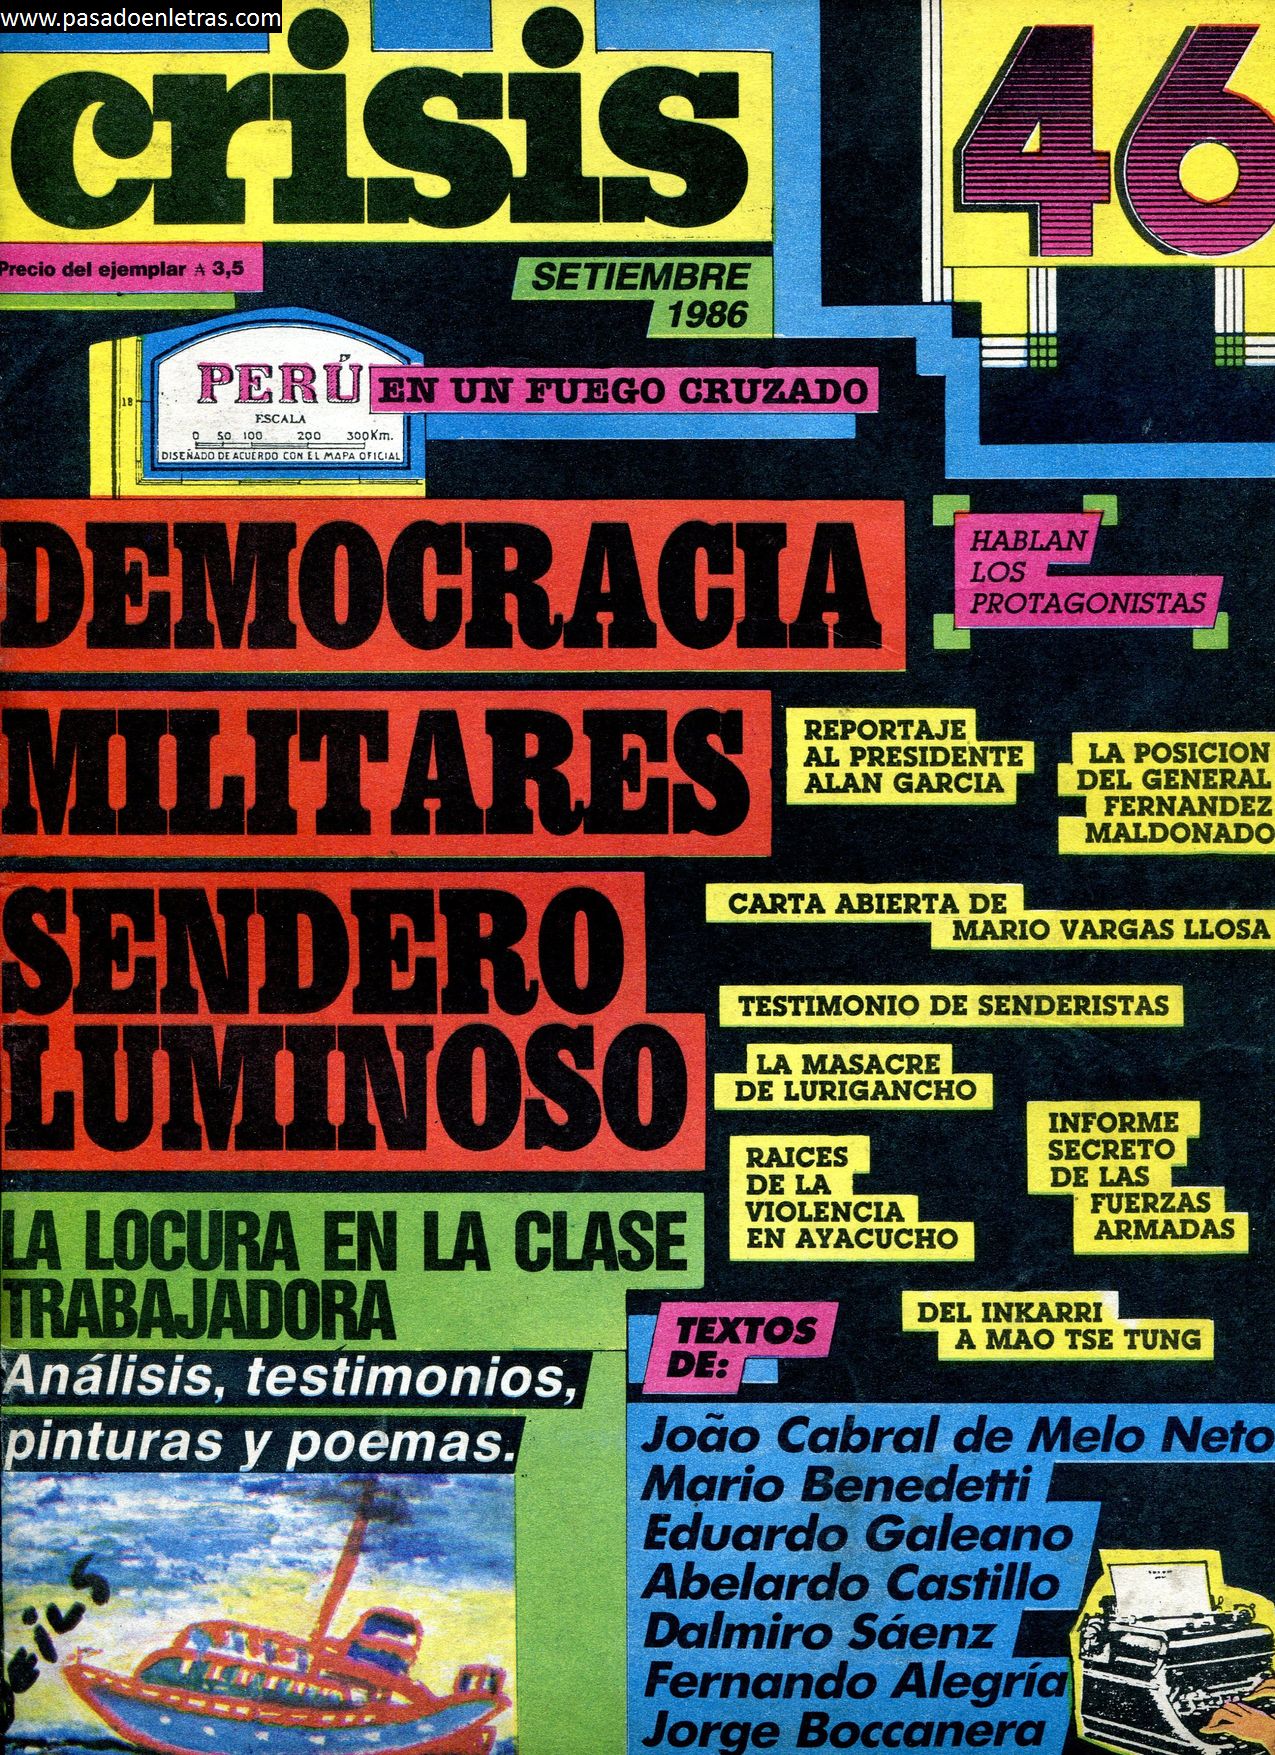 www.pasadoenletras.com
crisis
46
Precio del ejemplar ₳ 3,5
SETIEMBRE
1986
PERÚ
EN UN FUEGO CRUZADO
18
ESCALA
0 50 100 200 300Km.
DISEÑADO DE ACUERDO CON EL MAPA OFICIAL
DEMOCRACIA
HABLAN
LOS
PROTAGONISTAS
MILITARES
REPORTAJE
AL PRESIDENTE
ALAN GARCIA
LA POSICION
DEL GENERAL
FERNANDEZ
MALDONADO
SENDERO
LUMINOSO
CARTA ABIERTA DE
MARIO VARGAS LLOSA
TESTIMONIO DE SENDERISTAS
LA MASACRE
DE LURIGANCHO
INFORME
SECRETO
DE LAS
FUERZAS
ARMADAS
RAICES
DE LA
VIOLENCIA
EN AYACUCHO
DEL INKARRI
A MAO TSE TUNG
LA LOCURA EN LA CLASE
TRABAJADORA
Análisis, testimonios,
pinturas y poemas.
TEXTOS
DE:
João Cabral de Melo Neto
Mario Benedetti
Eduardo Galeano
Abelardo Castillo
Dalmiro Sáenz
Fernando Alegría
Jorge Boccanera